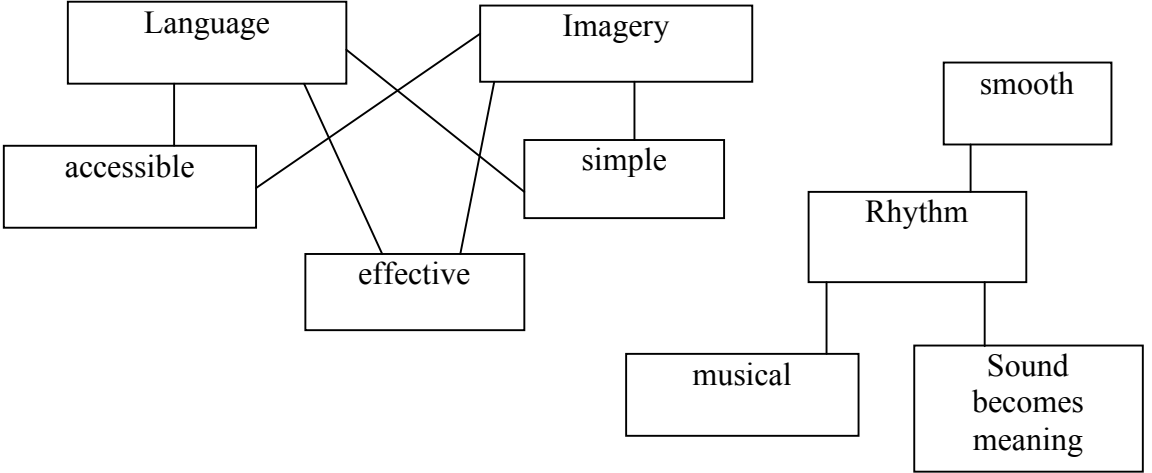 Language
Imagery
smooth
accessible
simple
Rhythm
effective
musical
Sound
becomes
meaning